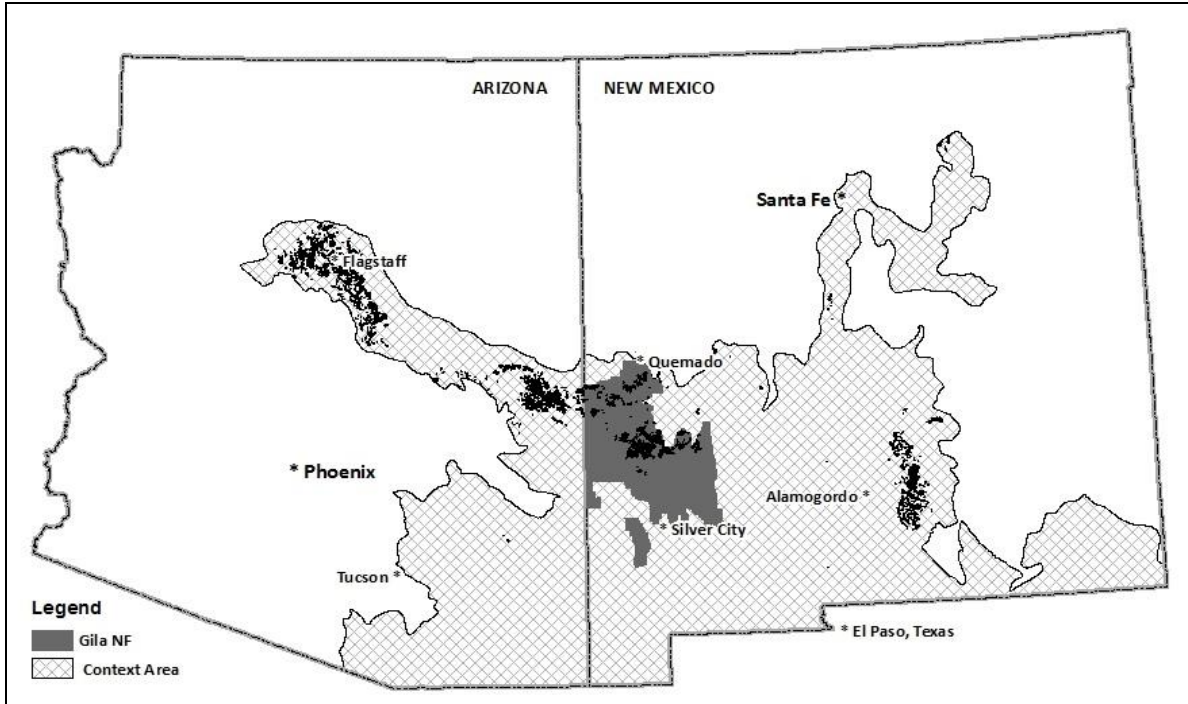 ARIZONA
NEW MEXICO
Santa Fe *
* Flagstaff
* Quemado
* Phoenix
Alamogordo *
* Silver City
Tucson *
Legend
Gila NF
* El Paso, Texas
Context Area